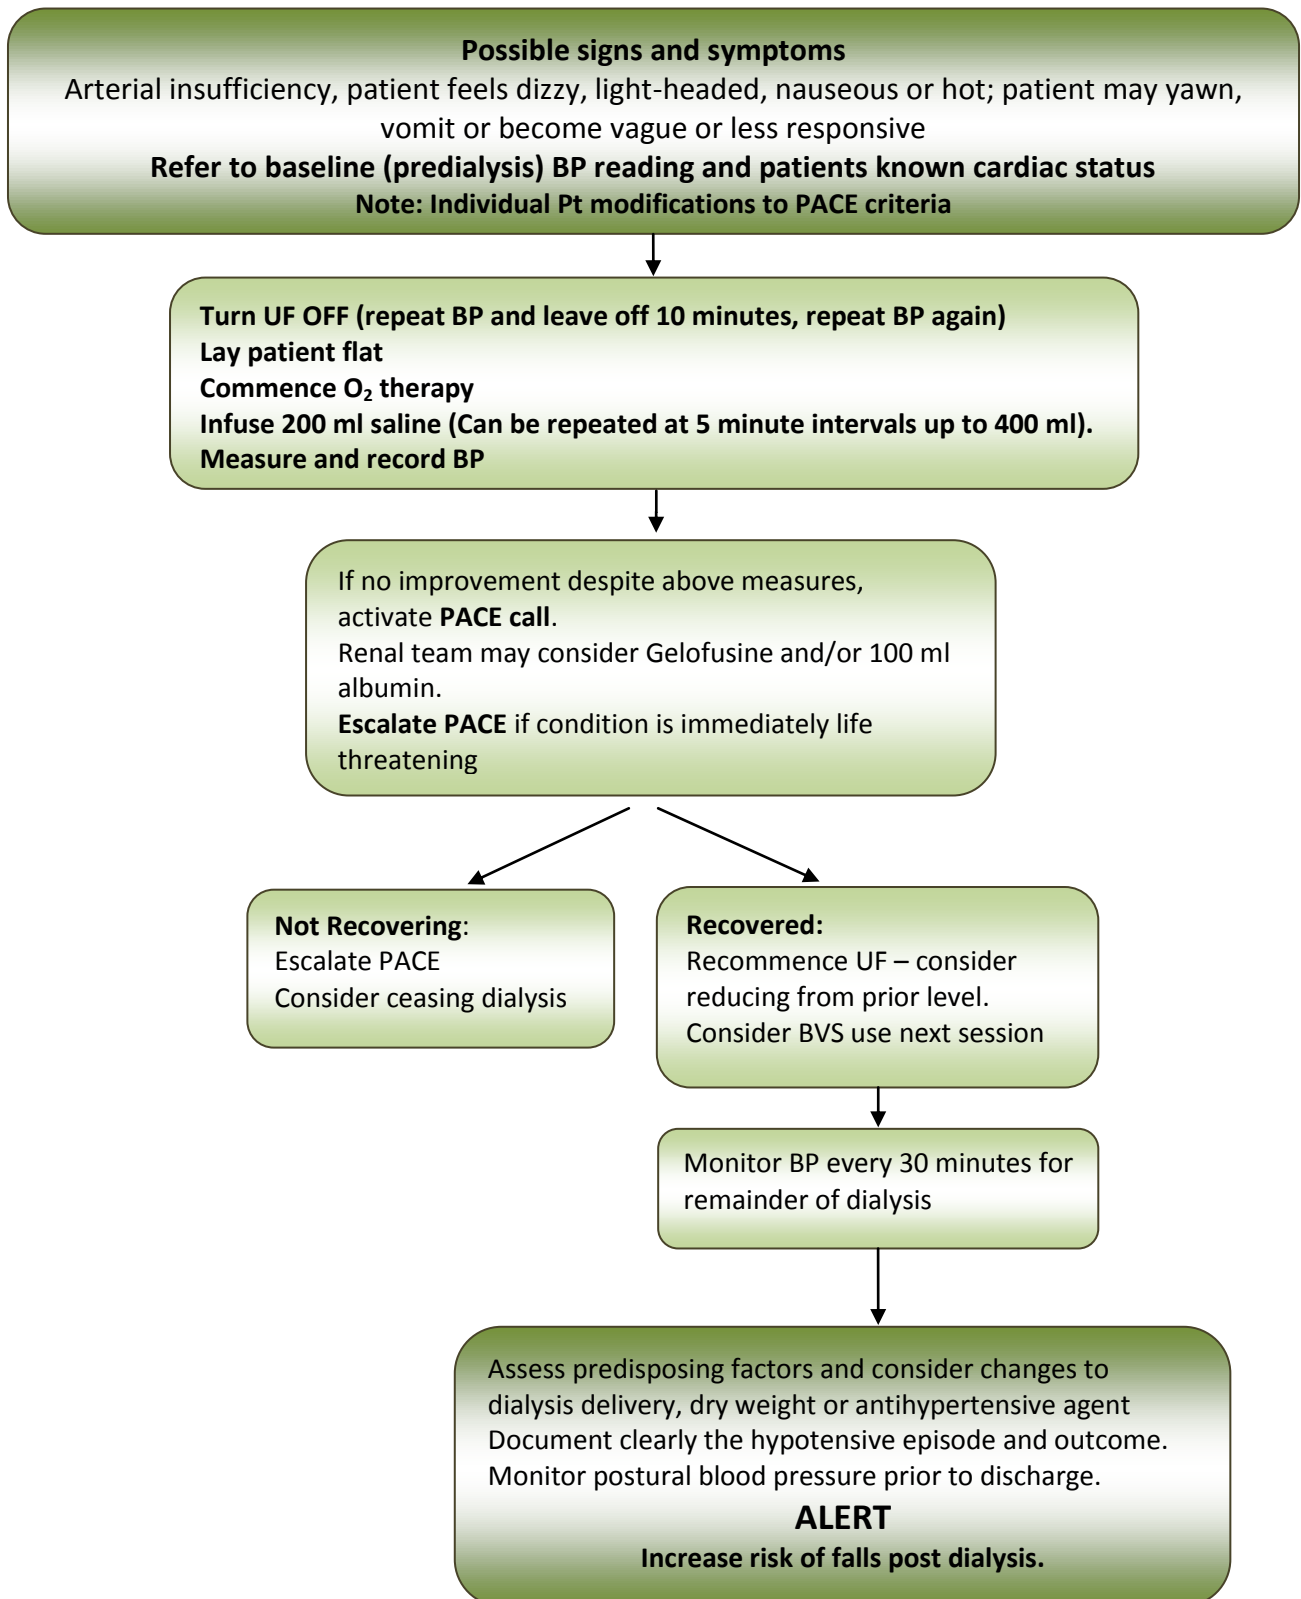 Possible signs and symptoms
Arterial insufficiency, patient feels dizzy, light-headed, nauseous or hot; patient may yawn,
vomit or become vague or less responsive
Refer to baseline (predialysis) BP reading and patients known cardiac status
Note: Individual Pt modifications to PACE criteria
Turn UF OFF (repeat BP and leave off 10 minutes, repeat BP again)
Lay patient flat
Commence O₂ therapy
Infuse 200 ml saline (Can be repeated at 5 minute intervals up to 400 ml).
Measure and record BP
If no improvement despite above measures,
activate PACE call.
Renal team may consider Gelofusine and/or 100 ml
albumin.
Escalate PACE if condition is immediately life
threatening
Not Recovering:
Escalate PACE
Consider ceasing dialysis
Recovered:
Recommence UF – consider
reducing from prior level.
Consider BVS use next session
Monitor BP every 30 minutes for
remainder of dialysis
Assess predisposing factors and consider changes to
dialysis delivery, dry weight or antihypertensive agent
Document clearly the hypotensive episode and outcome.
Monitor postural blood pressure prior to discharge.
ALERT
Increase risk of falls post dialysis.